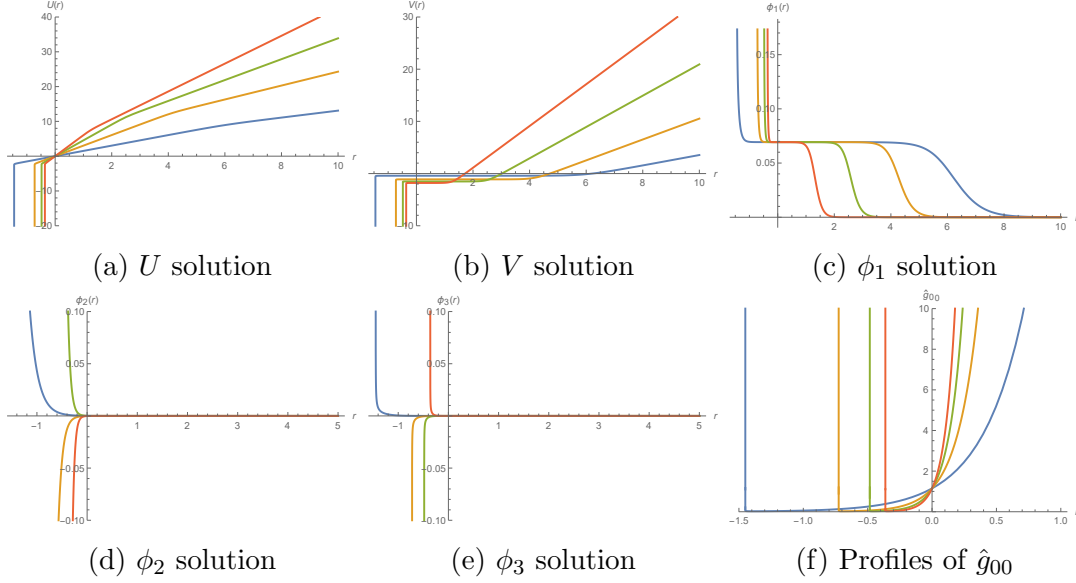 U(r)
40
30
20
10
2 4 6 8 10 r
-10
-20
(a) U solution
V(r)
30
20
10
2 4 6 8 10 r
-10
(b) V solution
ϕ₁(r)
0.15
0.10
0.05
2 4 6 8 10
(c) ϕ₁ solution
ϕ₂(r)
0.10
0.05
-1 1 2 3 4 5 r
-0.05
-0.10
(d) ϕ₂ solution
ϕ₃(r)
0.10
0.05
-1 1 2 3 4 5 r
-0.05
-0.10
(e) ϕ₃ solution
ĝ₀₀
10
8
6
4
2
-1.5 -1.0 -0.5 0.0 0.5 1.0
(f) Profiles of ĝ₀₀